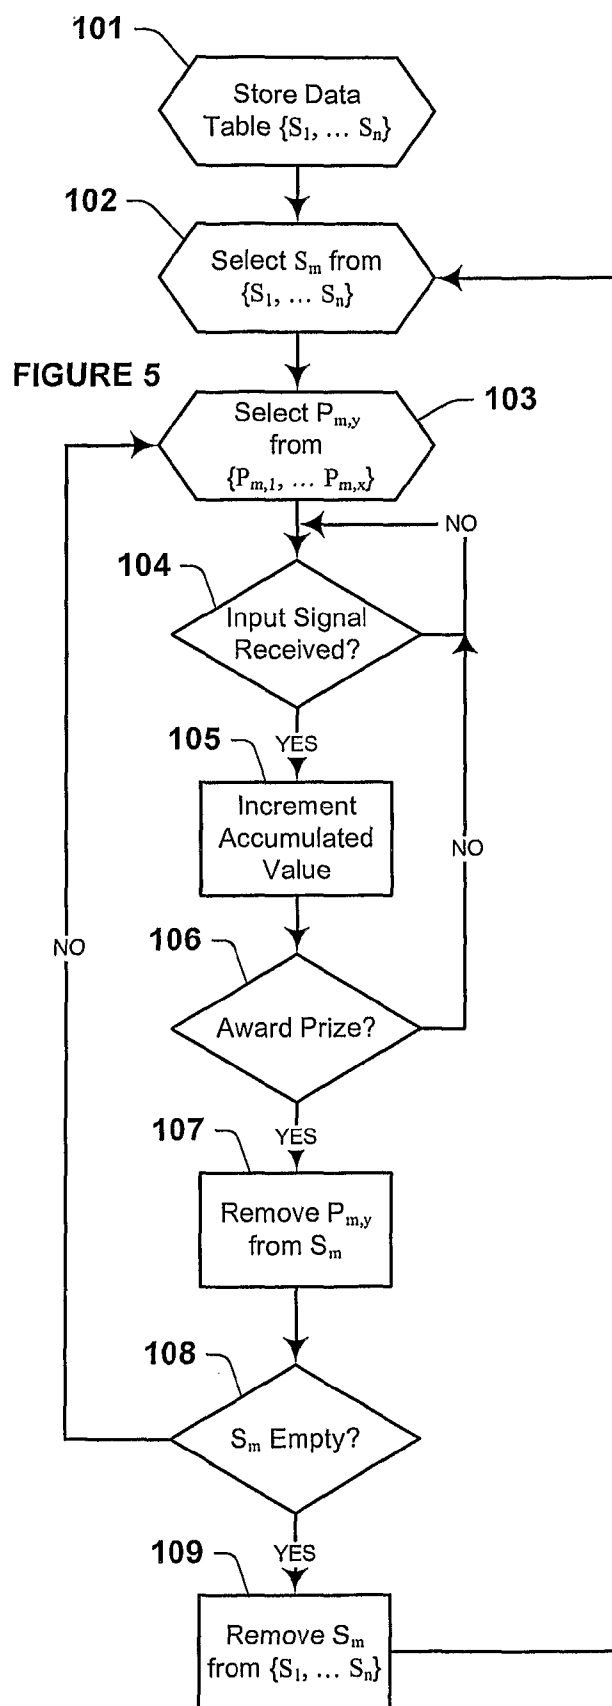 101
Store Data
Table {S₁, ... Sₙ}
102
Select Sₘ from
{S₁, ... Sₙ}
FIGURE 5
103
Select Pₘ,ᵧ
from
{Pₘ,₁, ... Pₘ,ₓ}
NO
104
Input Signal
Received?
YES
105
Increment
Accumulated
Value
NO
106
NO
Award Prize?
YES
107
Remove Pₘ,ᵧ
from Sₘ
108
Sₘ Empty?
YES
109
Remove Sₘ
from {S₁, ... Sₙ}